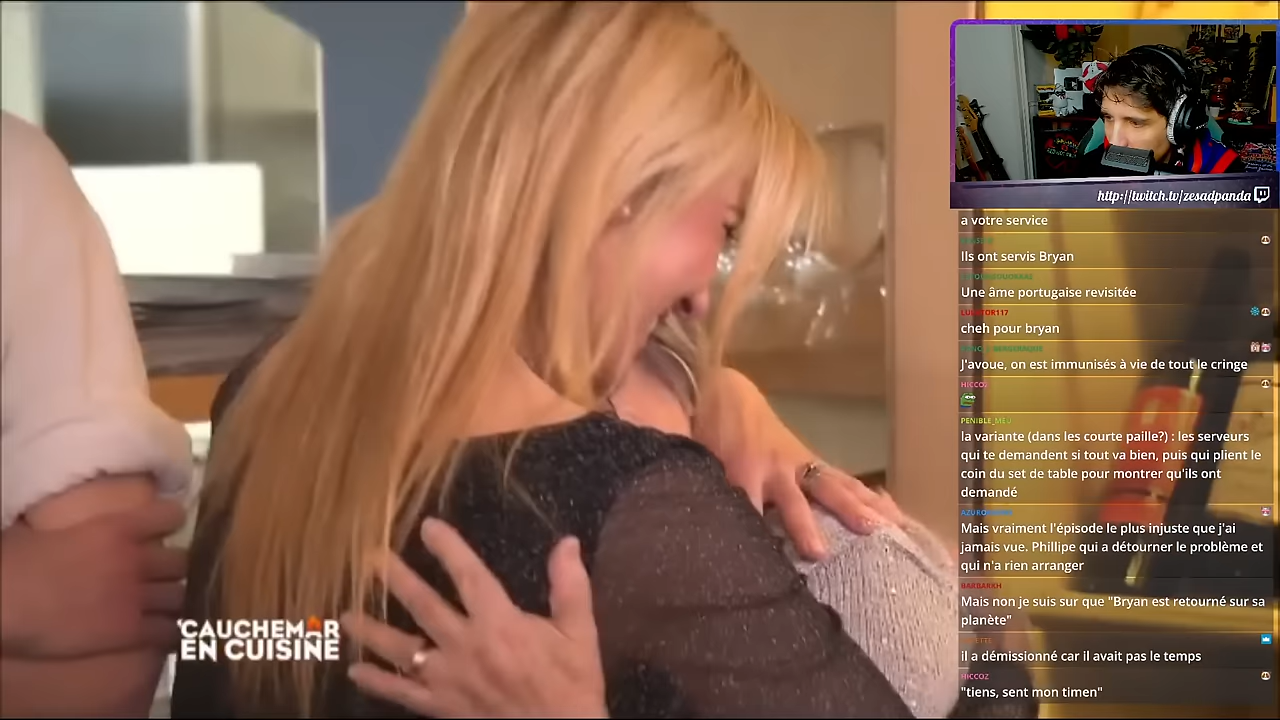 http://twitch.tv/zesadpanda
a votre service
Ils ont servis Bryan
Une âme portugaise revisitée
cheh pour bryan
J'avoue, on est immunisés à vie de tout le cringe
HICCOZ
PENIBLE_MEU
la variante (dans les courte paille?) : les serveurs
qui te demandent si tout va bien, puis qui plient le
coin du set de table pour montrer qu'ils ont
demandé
Mais vraiment l'épisode le plus injuste que j'ai
jamais vue. Phillipe qui a détourner le problème et
qui n'a rien arranger
BARBARKH
Mais non je suis sur que "Bryan est retourné sur sa
planète"
il a démissionné car il avait pas le temps
HICCOZ
"tiens, sent mon timen"
CAUCHEMAR
EN CUISINE